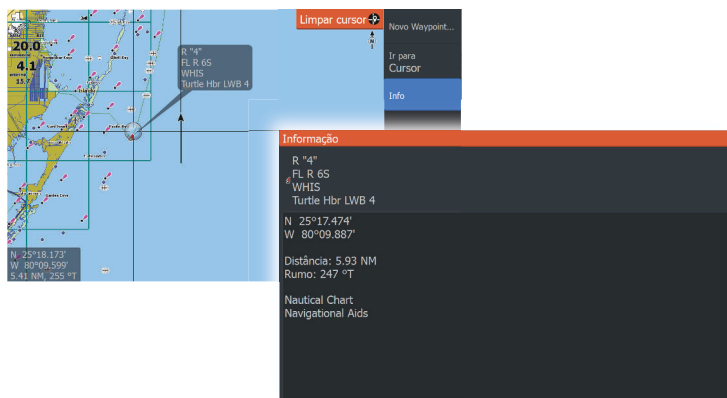 Limpar cursor
Novo Waypoint...
Ir para
Cursor
Info
20.0
4.1
R "4"
FL R 6S
WHIS
Turtle Hbr LWB 4
N 25°18.173'
W 80°09.599'
5.41 NM, 255 °T
Informação
R "4"
FL R 6S
WHIS
Turtle Hbr LWB 4
N 25°17.474'
W 80°09.887'
Distância: 5.93 NM
Rumo: 247 °T
Nautical Chart
Navigational Aids